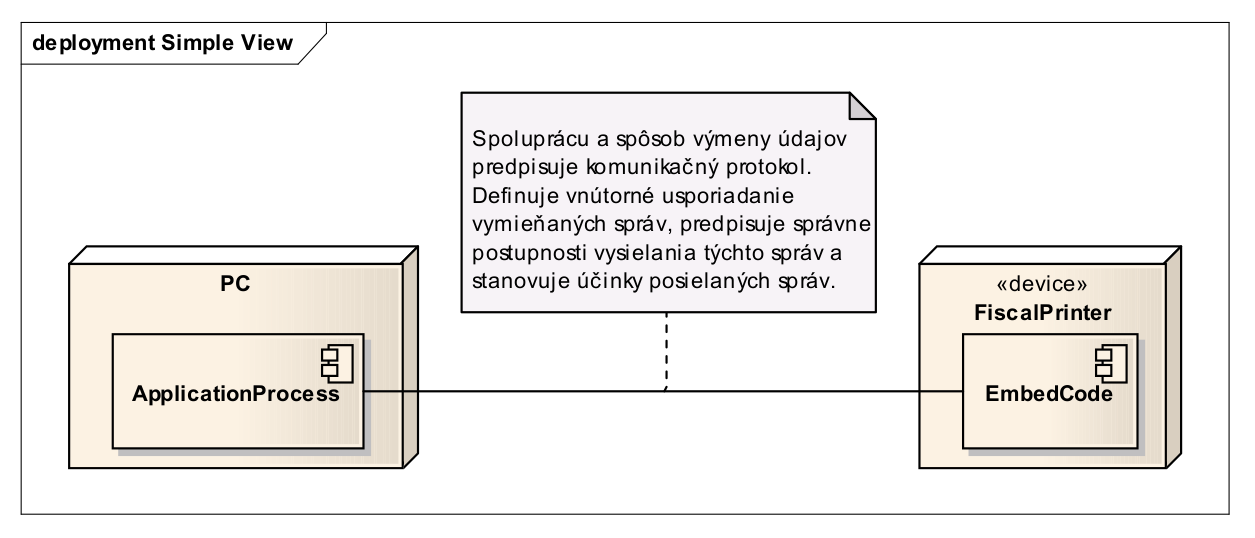 deployment Simple View
Spoluprácu a spôsob výmeny údajov
predpisuje komunikačný protokol.
Definuje vnútorné usporiadanie
vymieňaných správ, predpisuje správne
postupnosti vysielania týchto správ a
stanovuje účinky posielaných správ.
PC
ApplicationProcess
«device»
FiscalPrinter
EmbedCode